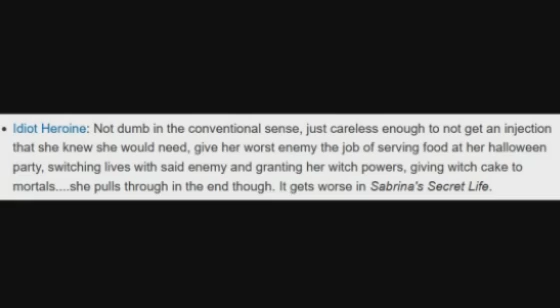 • Idiot Heroine: Not dumb in the conventional sense, just careless enough to not get an injection
that she knew she would need, give her worst enemy the job of serving food at her halloween
party, switching lives with said enemy and granting her witch powers, giving witch cake to
mortals....she pulls through in the end though. It gets worse in Sabrina's Secret Life.